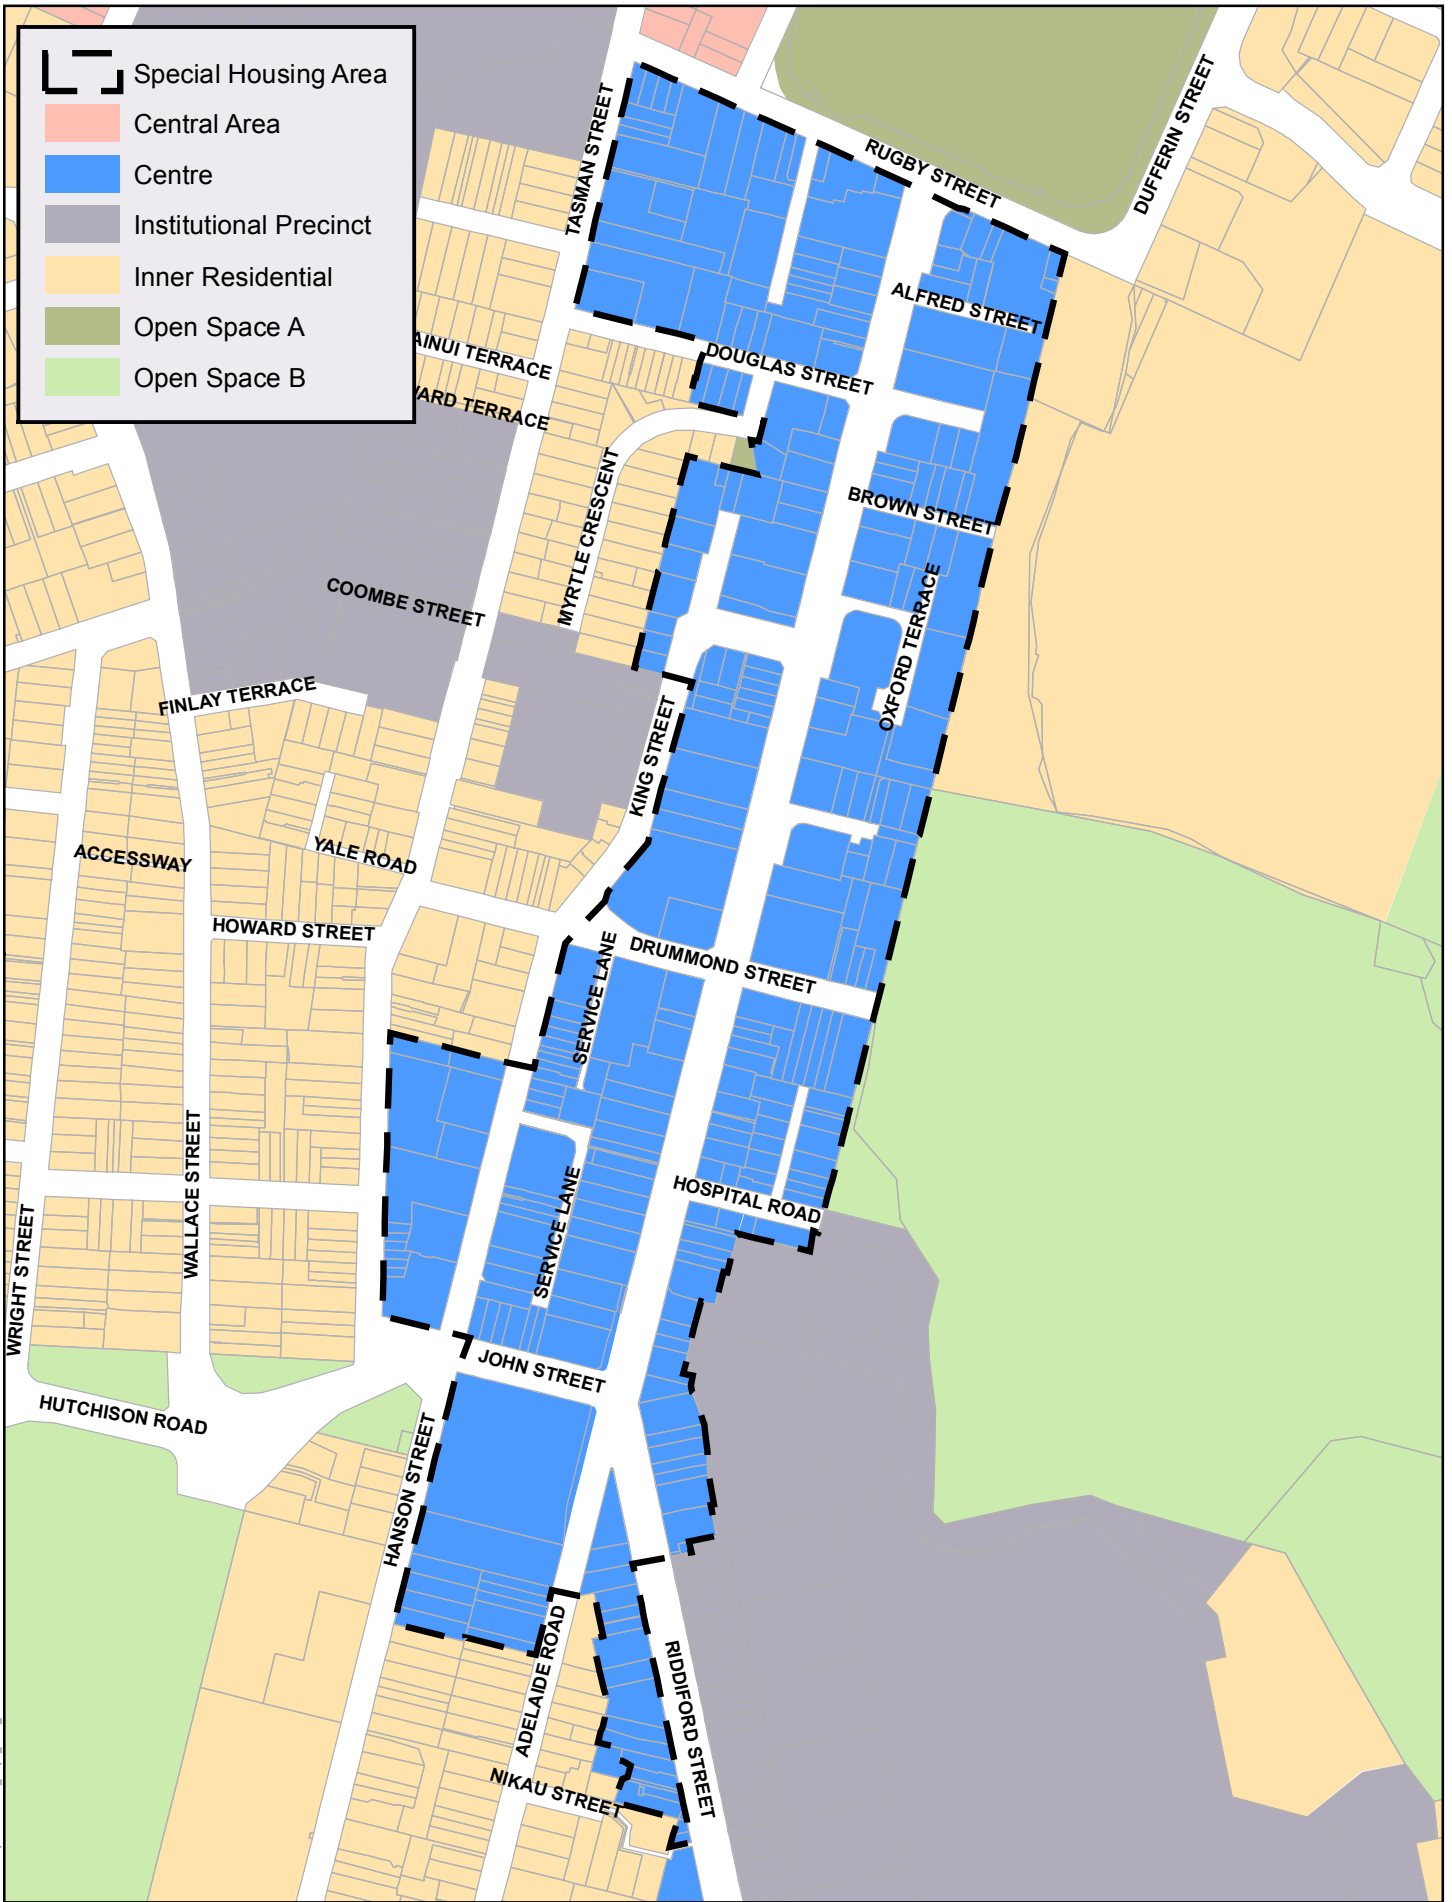 Special Housing Area
Central Area
Centre
Institutional Precinct
Inner Residential
Open Space A
Open Space B
TASMAN STREET
RUGBY STREET
DUFFERIN STREET
ALFRED STREET
AINUI TERRACE
DOUGLAS STREET
WARD TERRACE
MYRTLE CRESCENT
BROWN STREET
COOMBE STREET
OXFORD TERRACE
FINLAY TERRACE
KING STREET
YALE ROAD
ACCESSWAY
HOWARD STREET
DRUMMOND STREET
SERVICE LANE
WALLACE STREET
HOSPITAL ROAD
SERVICE LANE
WRIGHT STREET
JOHN STREET
HUTCHISON ROAD
HANSON STREET
ADELAIDE ROAD
RIDDIFORD STREET
NIKAU STREET